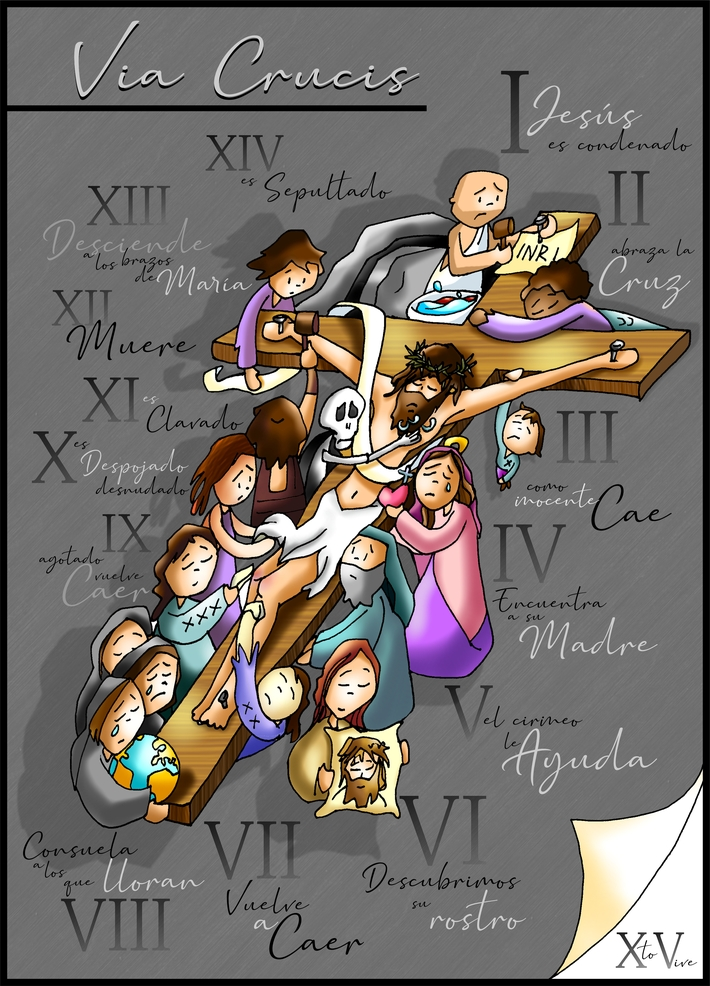 Via Crucis
I Jesús
es condenado
II
abraza la
Cruz
INRI
III
como
inocente Cae
IV
Encuentra
a su
Madre
V el cirineo
le Ayuda
VI
Descubrimos
su
rostro
VII
Vuelve
a
Caer
Consuela
a los
que lloran
VIII
IX
agotado
vuelve
Caer
X es
Despojado
desnudado
XI es
Clavado
XII
Muere
XIII
Desciende
a los brazos
de María
XIV
es Sepultado
XtoVive